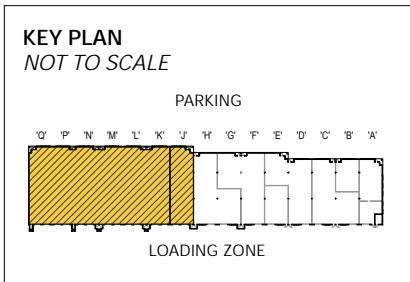 KEY PLAN
NOT TO SCALE
PARKING
'Q' 'P' 'N' 'M' 'L' 'K' 'J' 'H' 'G' 'F' 'E' 'D' 'C' 'B' 'A'
LOADING ZONE